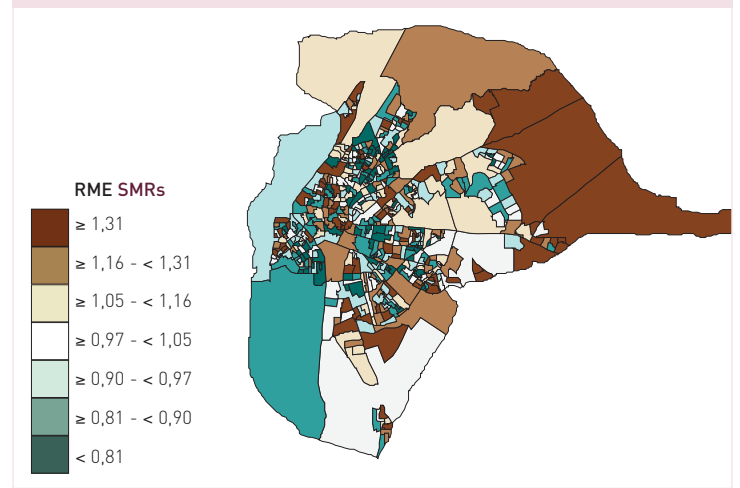 RME SMRs
≥ 1,31
≥ 1,16 - < 1,31
≥ 1,05 - < 1,16
≥ 0,97 - < 1,05
≥ 0,90 - < 0,97
≥ 0,81 - < 0,90
< 0,81